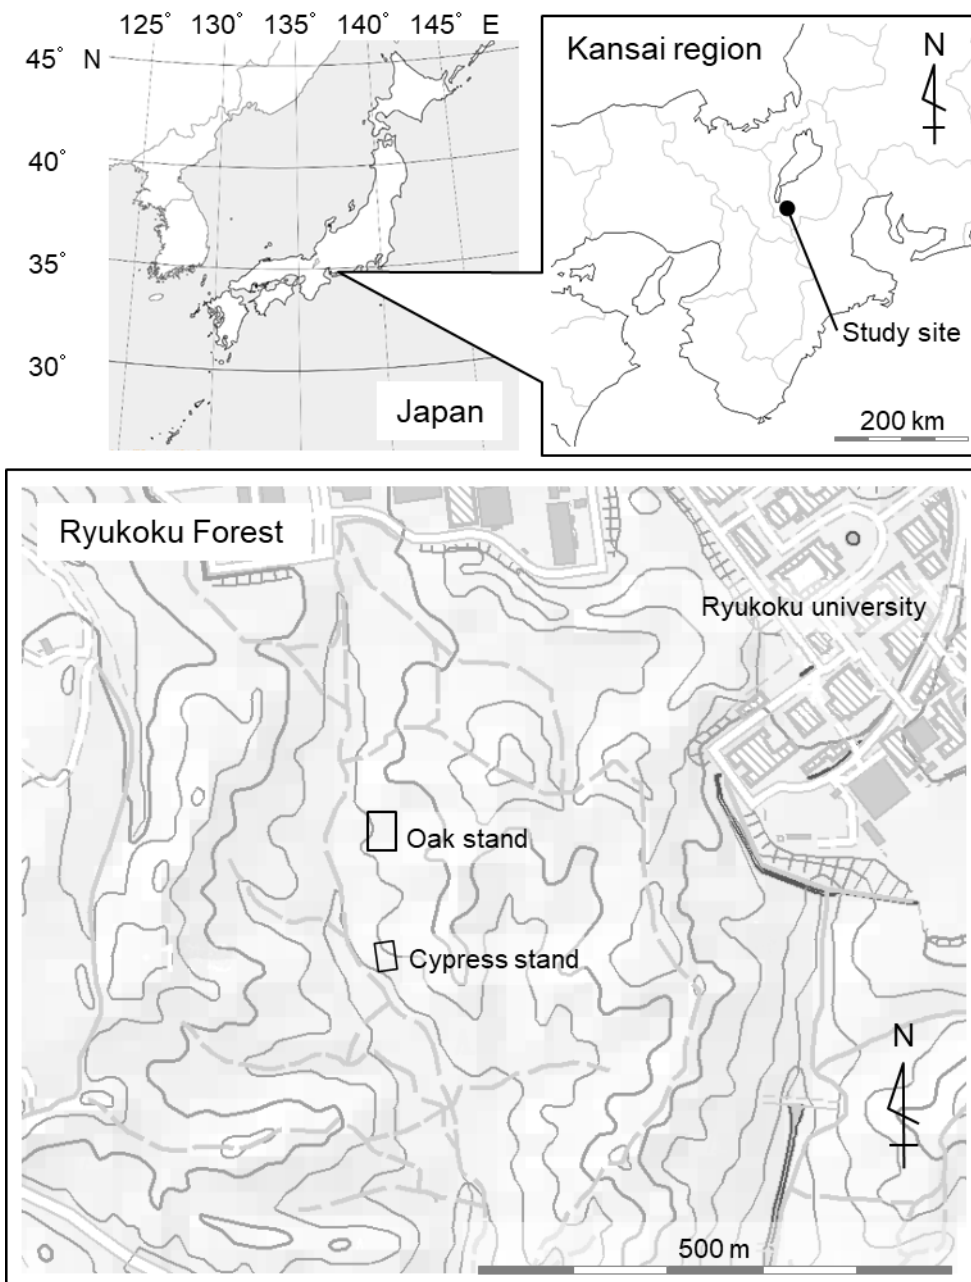 125° 130° 135° 140° 145° E
45° N
40°
35°
30°
Japan
Kansai region
N
Study site
200 km
Ryukoku Forest
Ryukoku university
Oak stand
Cypress stand
N
500 m